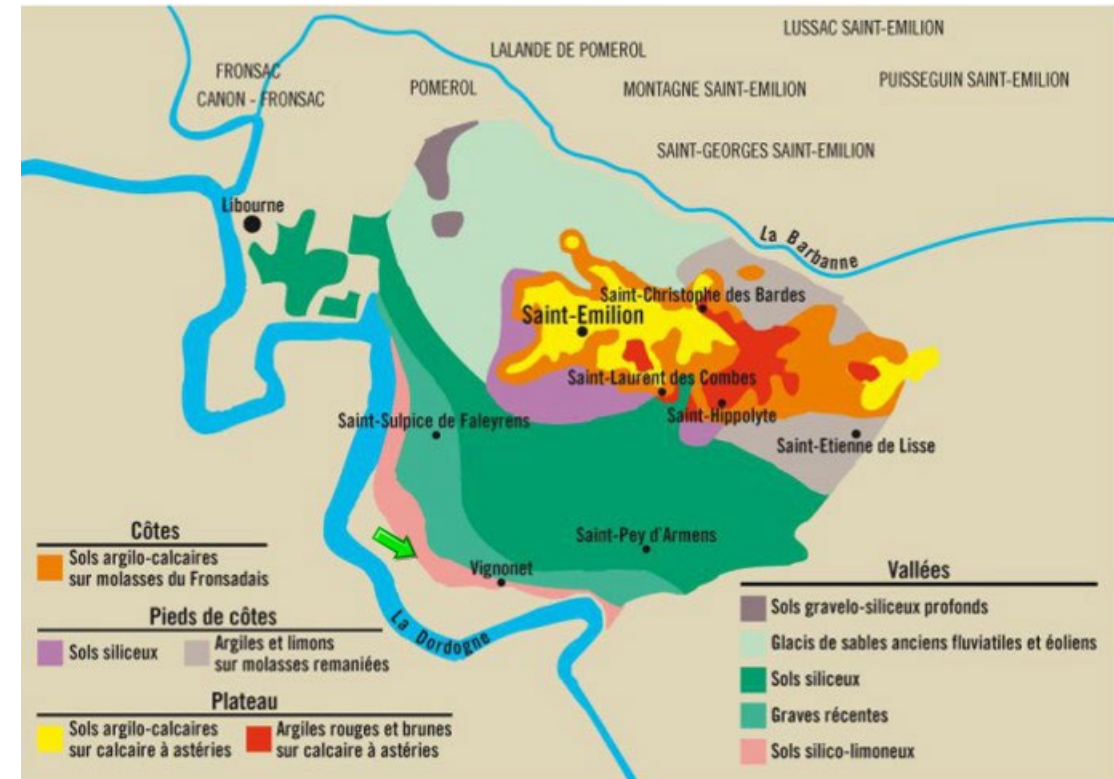 LUSSAC SAINT-EMILION
LALANDE DE POMEROL
FRONSAC
CANON - FRONSAC
POMEROL
MONTAGNE SAINT-EMILION
PUISSEGUIN SAINT-EMILION
SAINT-GEORGES SAINT-EMILION
Libourne
La Barbanne
Saint-Christophe des Bardes
Saint-Emilion
Saint-Laurent des Combes
Saint-Hippolyte
Saint-Sulpice de Faleyrens
Saint-Etienne de Lisse
Saint-Pey d'Armens
Vignonet
La Dordogne
Côtes
Sols argilo-calcaires
sur molasses du Fronsadais
Pieds de côtes
Sols siliceux
Argiles et limons
sur molasses remaniées
Plateau
Sols argilo-calcaires
sur calcaire à astéries
Argiles rouges et brunes
sur calcaire à astéries
Vallées
Sols gravelo-siliceux profonds
Glacis de sables anciens fluviatiles et éoliens
Sols siliceux
Graves récentes
Sols silico-limoneux